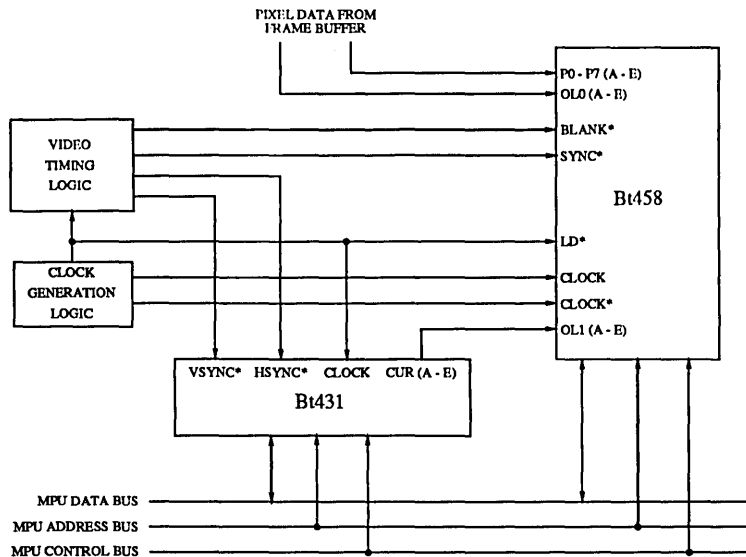 PIXEL DATA FROM
FRAME BUFFER
P0 - P7 (A - E)
OL0 (A - E)
BLANK*
SYNC*
Bt458
LD*
CLOCK
CLOCK*
OL1 (A - E)
VIDEO
TIMING
LOGIC
CLOCK
GENERATION
LOGIC
VSYNC* HSYNC* CLOCK CUR (A - E)
Bt431
MPU DATA BUS
MPU ADDRESS BUS
MPU CONTROL BUS